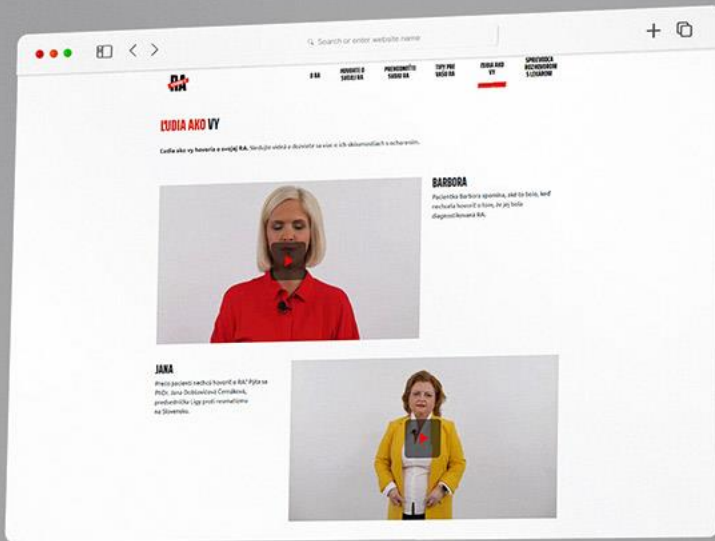 Search or enter website name
RA
O RA
HOVORTE O
SVOJEJ RA
PREHODNOŤTE
SVOJU RA
TIPY PRE
VAŠU RA
ĽUDIA AKO
VY
SPRIEVODCA
ROZHOVOROM
S LEKÁROM
ĽUDIA AKO VY
Ľudia ako vy hovoria o svojej RA. Sledujte videá a dozviete sa viac o ich skúsenostiach s ochorením.
BARBORA
Pacientka Barbora spomína, aké to bolo, keď
nechcela hovoriť o tom, že jej bola
diagnostikovaná RA.
JANA
Prečo pacienti nechcú hovoriť o RA? Pýta sa
PhDr. Jana Dobšovičová Černáková,
predsedníčka Ligy proti reumatizmu
na Slovensku.